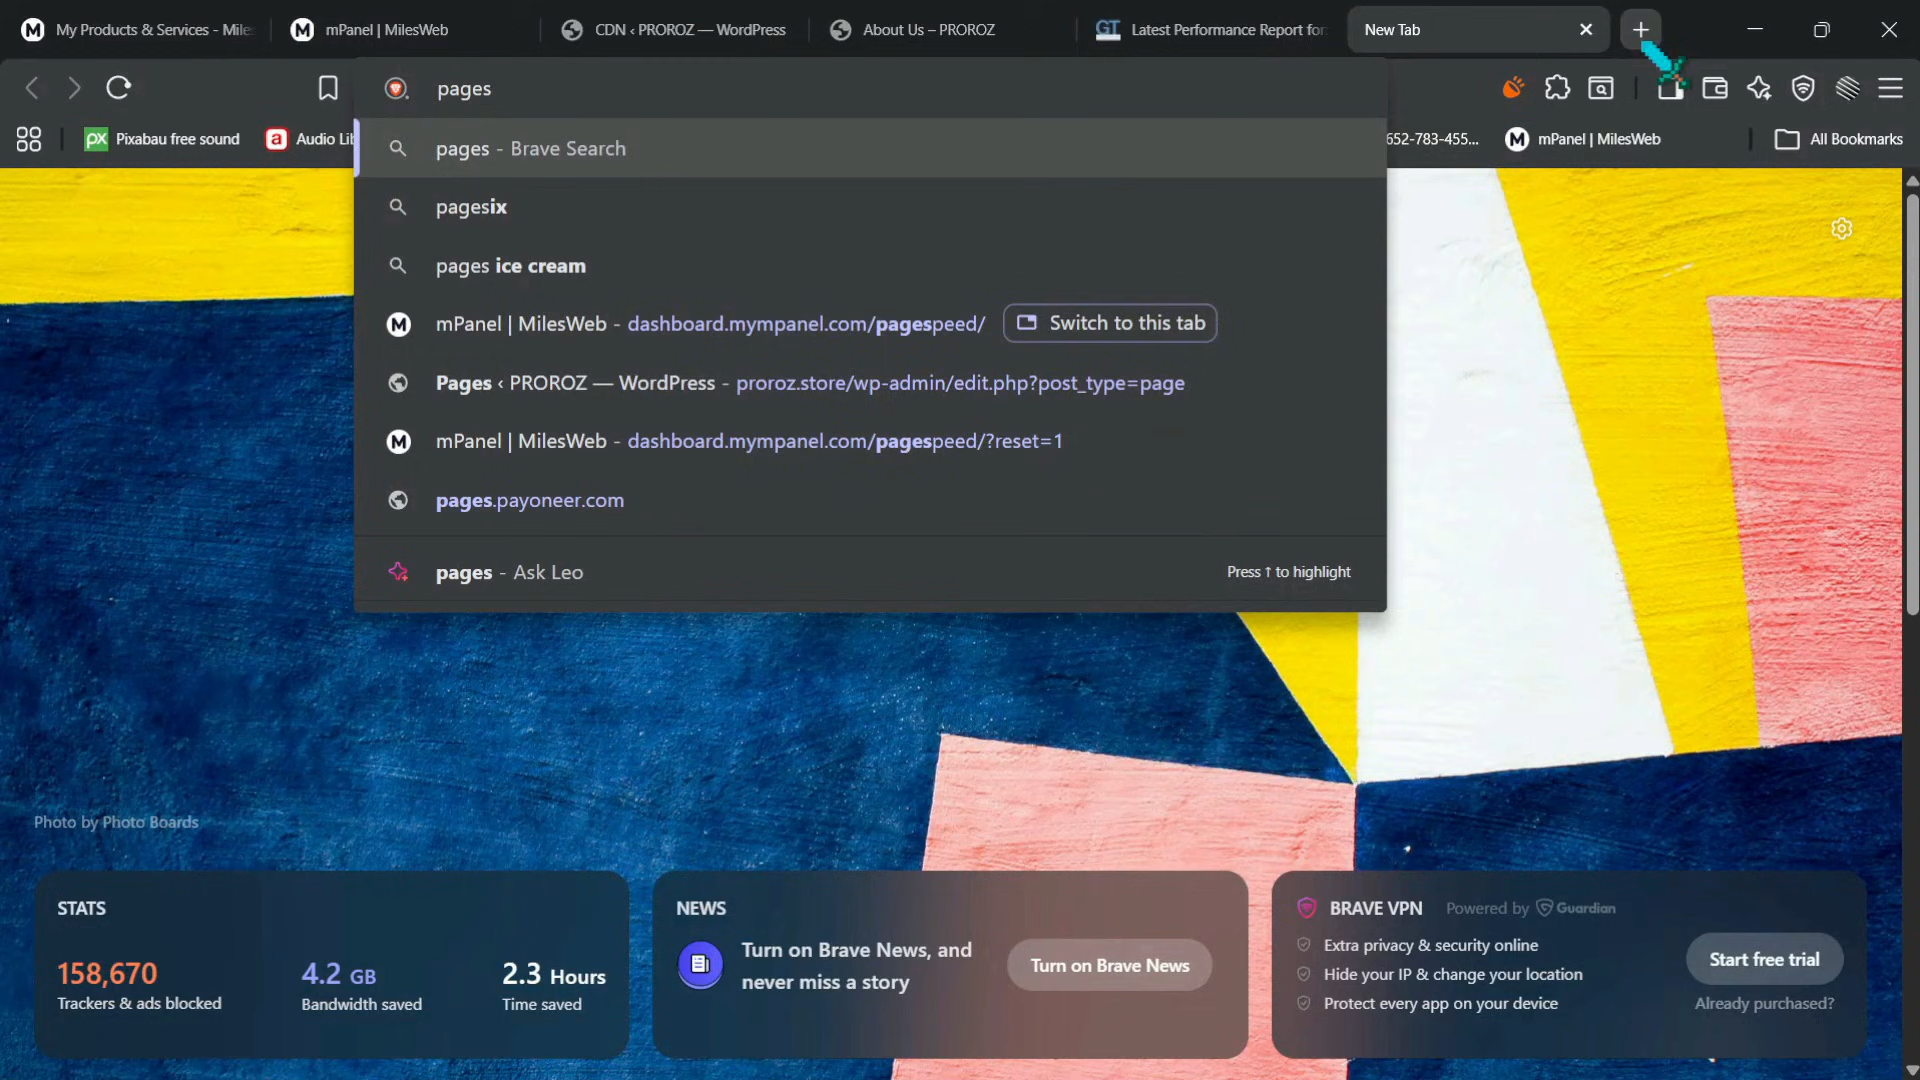 My Products & Services - Miles
mPanel | MilesWeb
CDN ‹ PROROZ — WordPress
About Us – PROROZ
GT
Latest Performance Report for:
New Tab
pages
px
Pixabau free sound
a
Audio Lib
652-783-455...
mPanel | MilesWeb
All Bookmarks
pages - Brave Search
pagesix
pages ice cream
mPanel | MilesWeb - dashboard.mympanel.com/pagespeed/
Switch to this tab
Pages ‹ PROROZ — WordPress - proroz.store/wp-admin/edit.php?post_type=page
mPanel | MilesWeb - dashboard.mympanel.com/pagespeed/?reset=1
pages.payoneer.com
pages - Ask Leo
Press ↑ to highlight
Photo by Photo Boards
STATS
158,670
Trackers & ads blocked
4.2 GB
Bandwidth saved
2.3 Hours
Time saved
NEWS
Turn on Brave News, and
never miss a story
Turn on Brave News
BRAVE VPN
Powered by Guardian
Extra privacy & security online
Hide your IP & change your location
Protect every app on your device
Start free trial
Already purchased?